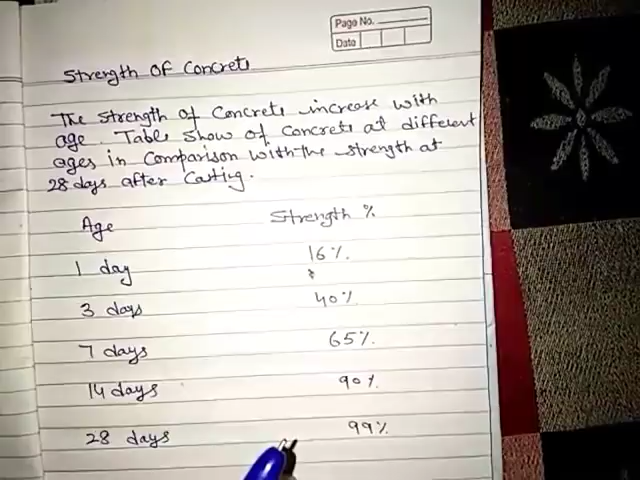 Page No.
Date
Strength Of Concrete
The Strength of Concrete increase with
age. Table show of Concrete at different
ages in Comparison with the strength at
28 days after Casting.
Age Strength %
1 day 16%.
3 days 40%
7 days 65%.
14 days 90%.
28 days 99%